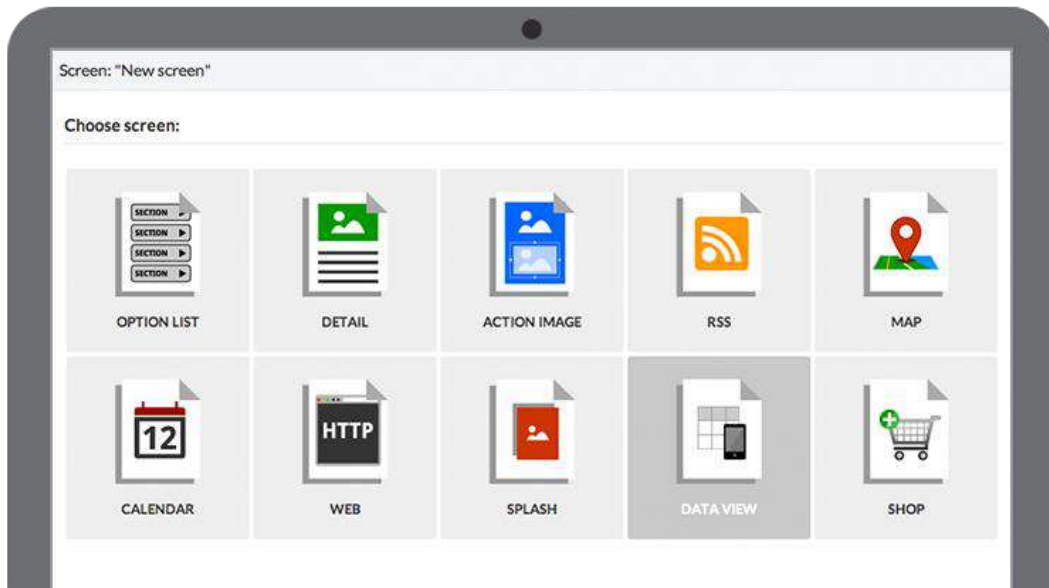 Screen: "New screen"
Choose screen:
SECTION
SECTION
SECTION
SECTION
OPTION LIST
DETAIL
ACTION IMAGE
RSS
MAP
12
CALENDAR
HTTP
WEB
SPLASH
DATA VIEW
SHOP